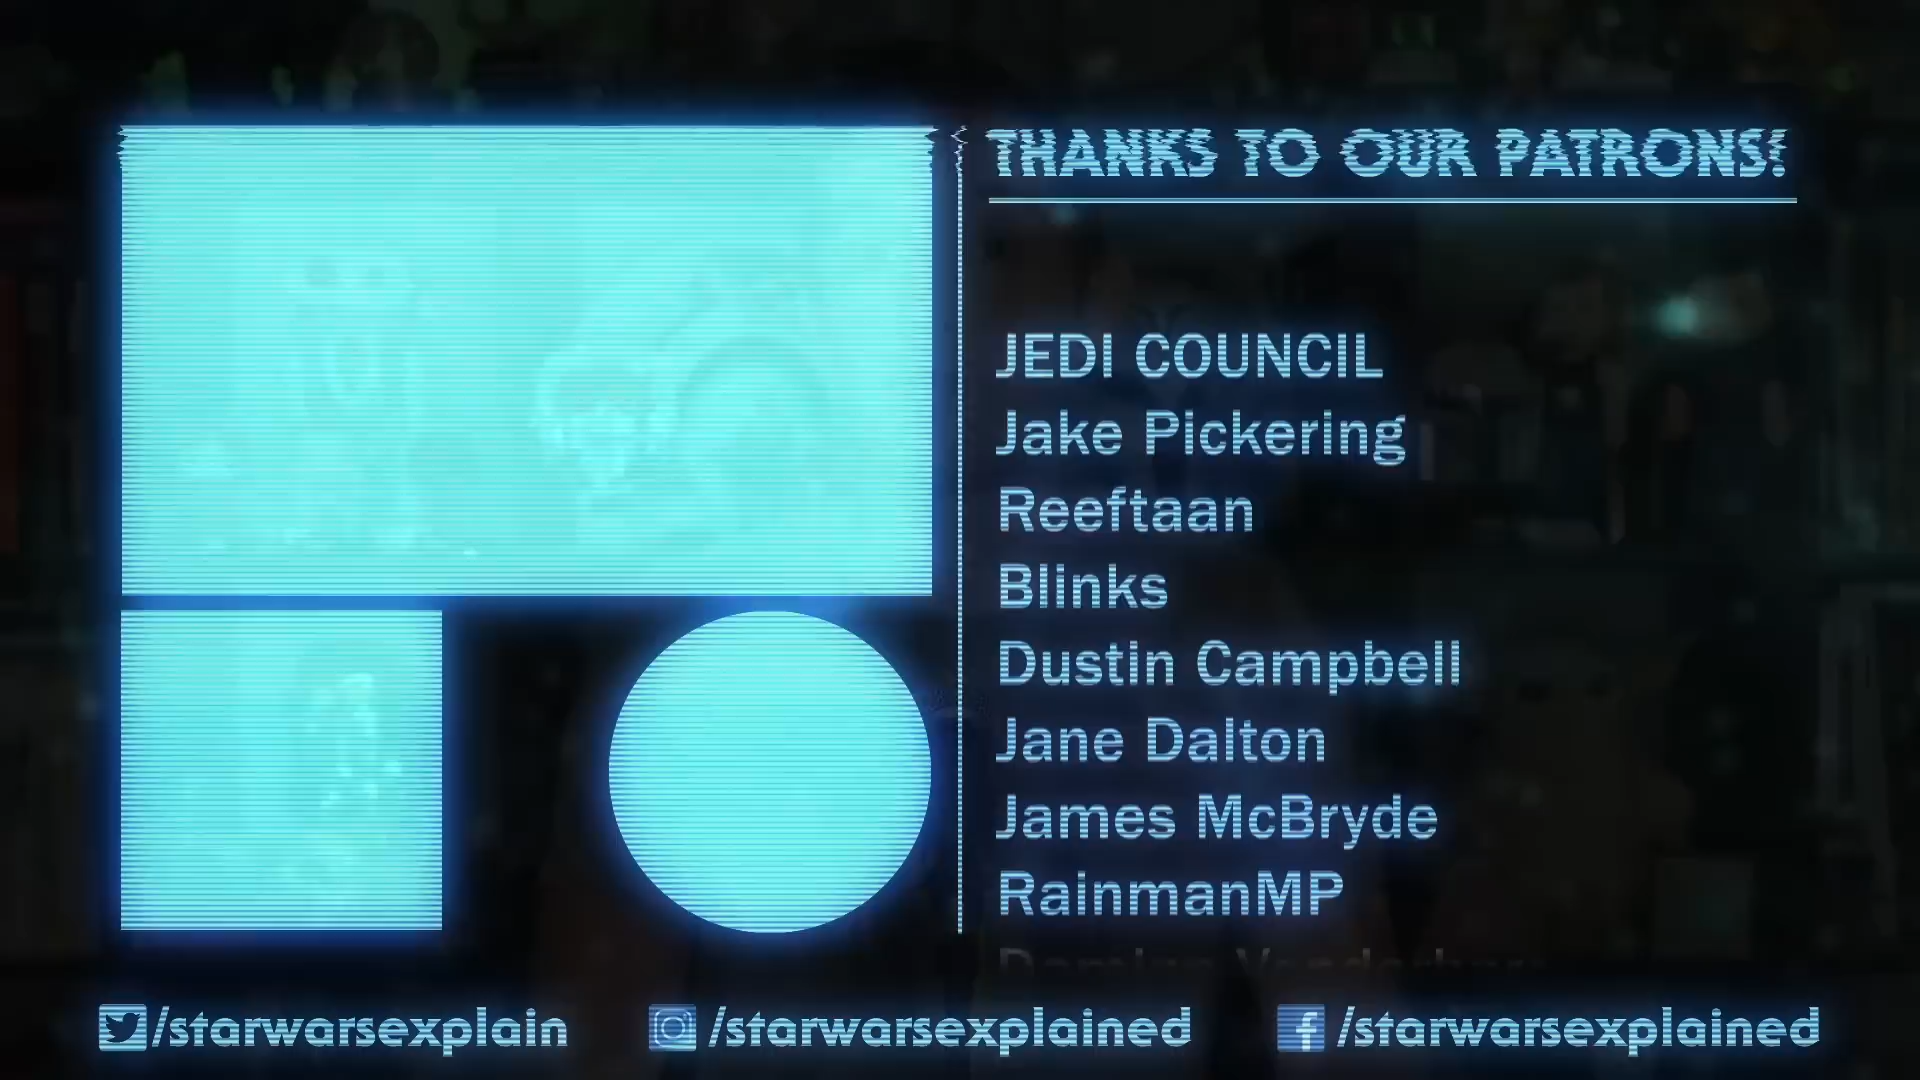 THANKS TO OUR PATRONS!
JEDI COUNCIL
Jake Pickering
Reeftaan
Blinks
Dustin Campbell
Jane Dalton
James McBryde
RainmanMP
/starwarsexplain
/starwarsexplained
/starwarsexplained